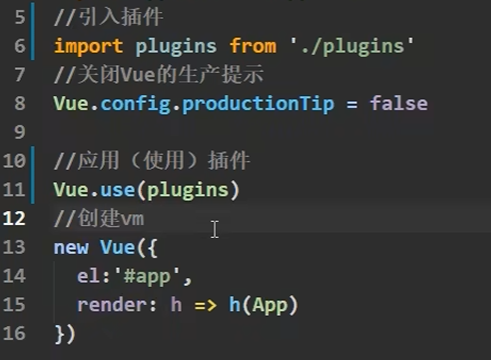 5 //引入插件
6 import plugins from './plugins'
7 //关闭Vue的生产提示
8 Vue.config.productionTip = false
9
10 //应用（使用）插件
11 Vue.use(plugins)
12 //创建vm
13 new Vue({
14   el:'#app',
15   render: h => h(App)
16 })